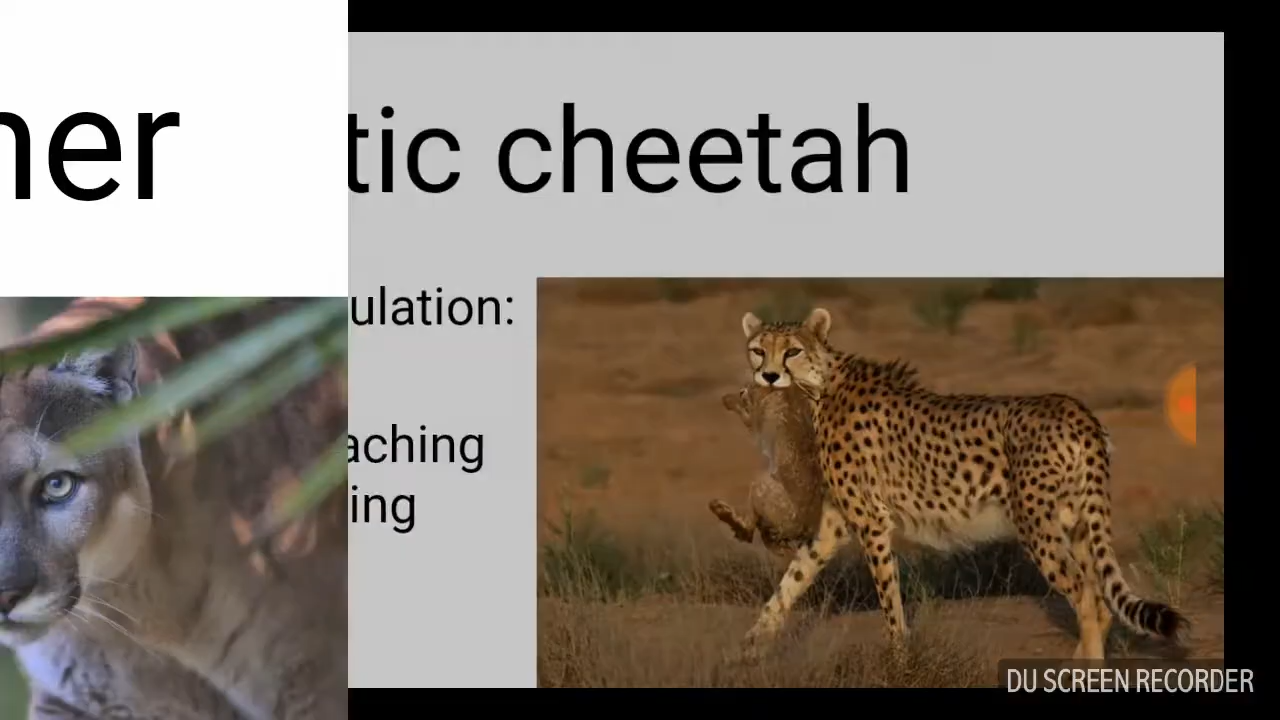 ner
tic cheetah
ulation:
aching
ing
DU SCREEN RECORDER